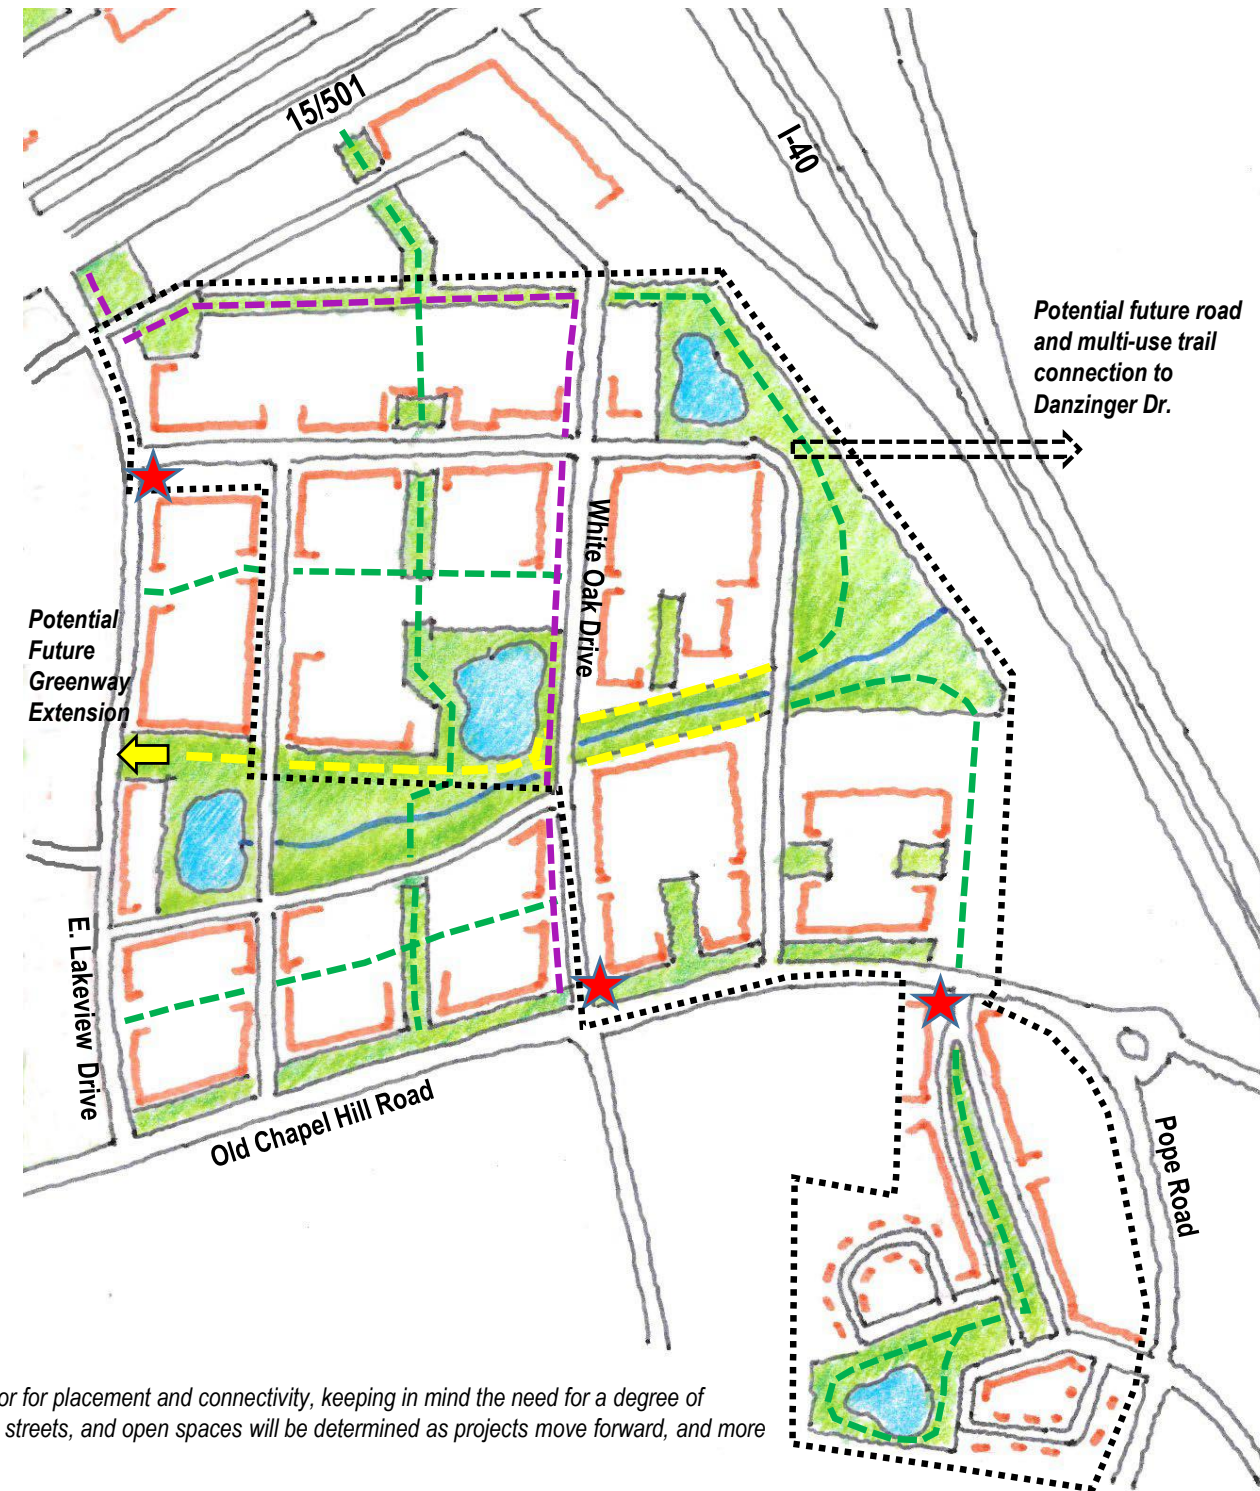 15/501
I-40
Potential future road
and multi-use trail
connection to
Danzinger Dr.
White Oak Drive
Potential
Future
Greenway
Extension
E. Lakeview Drive
Old Chapel Hill Road
Pope Road
or for placement and connectivity, keeping in mind the need for a degree of
streets, and open spaces will be determined as projects move forward, and more